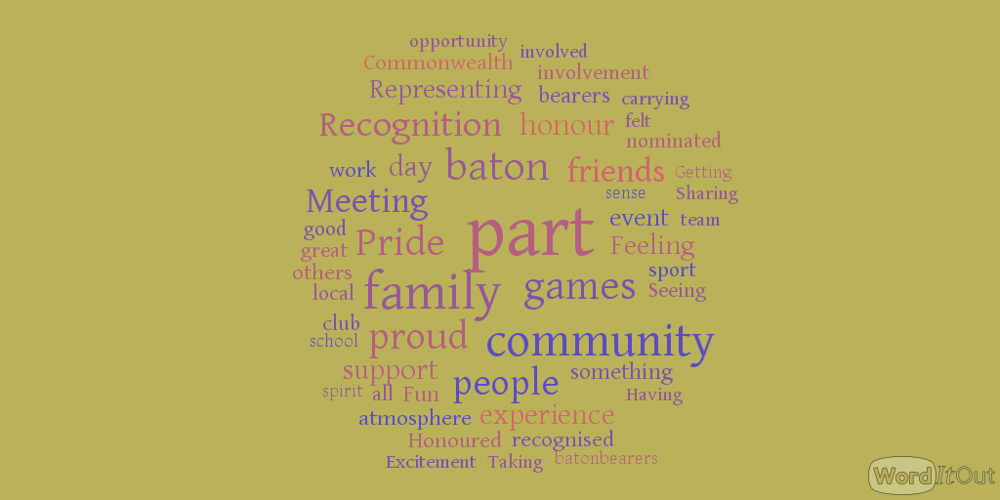 opportunity involved
Commonwealth involvement
Representing bearers carrying
Recognition honour felt
nominated
work day baton friends Getting
sense Sharing
Meeting part event team
good Pride Feeling
great
others family games sport
local Seeing
club proud community
school
support people something
spirit all Fun Having
atmosphere experience
Honoured recognised
Excitement Taking batonbearers
WordItOut